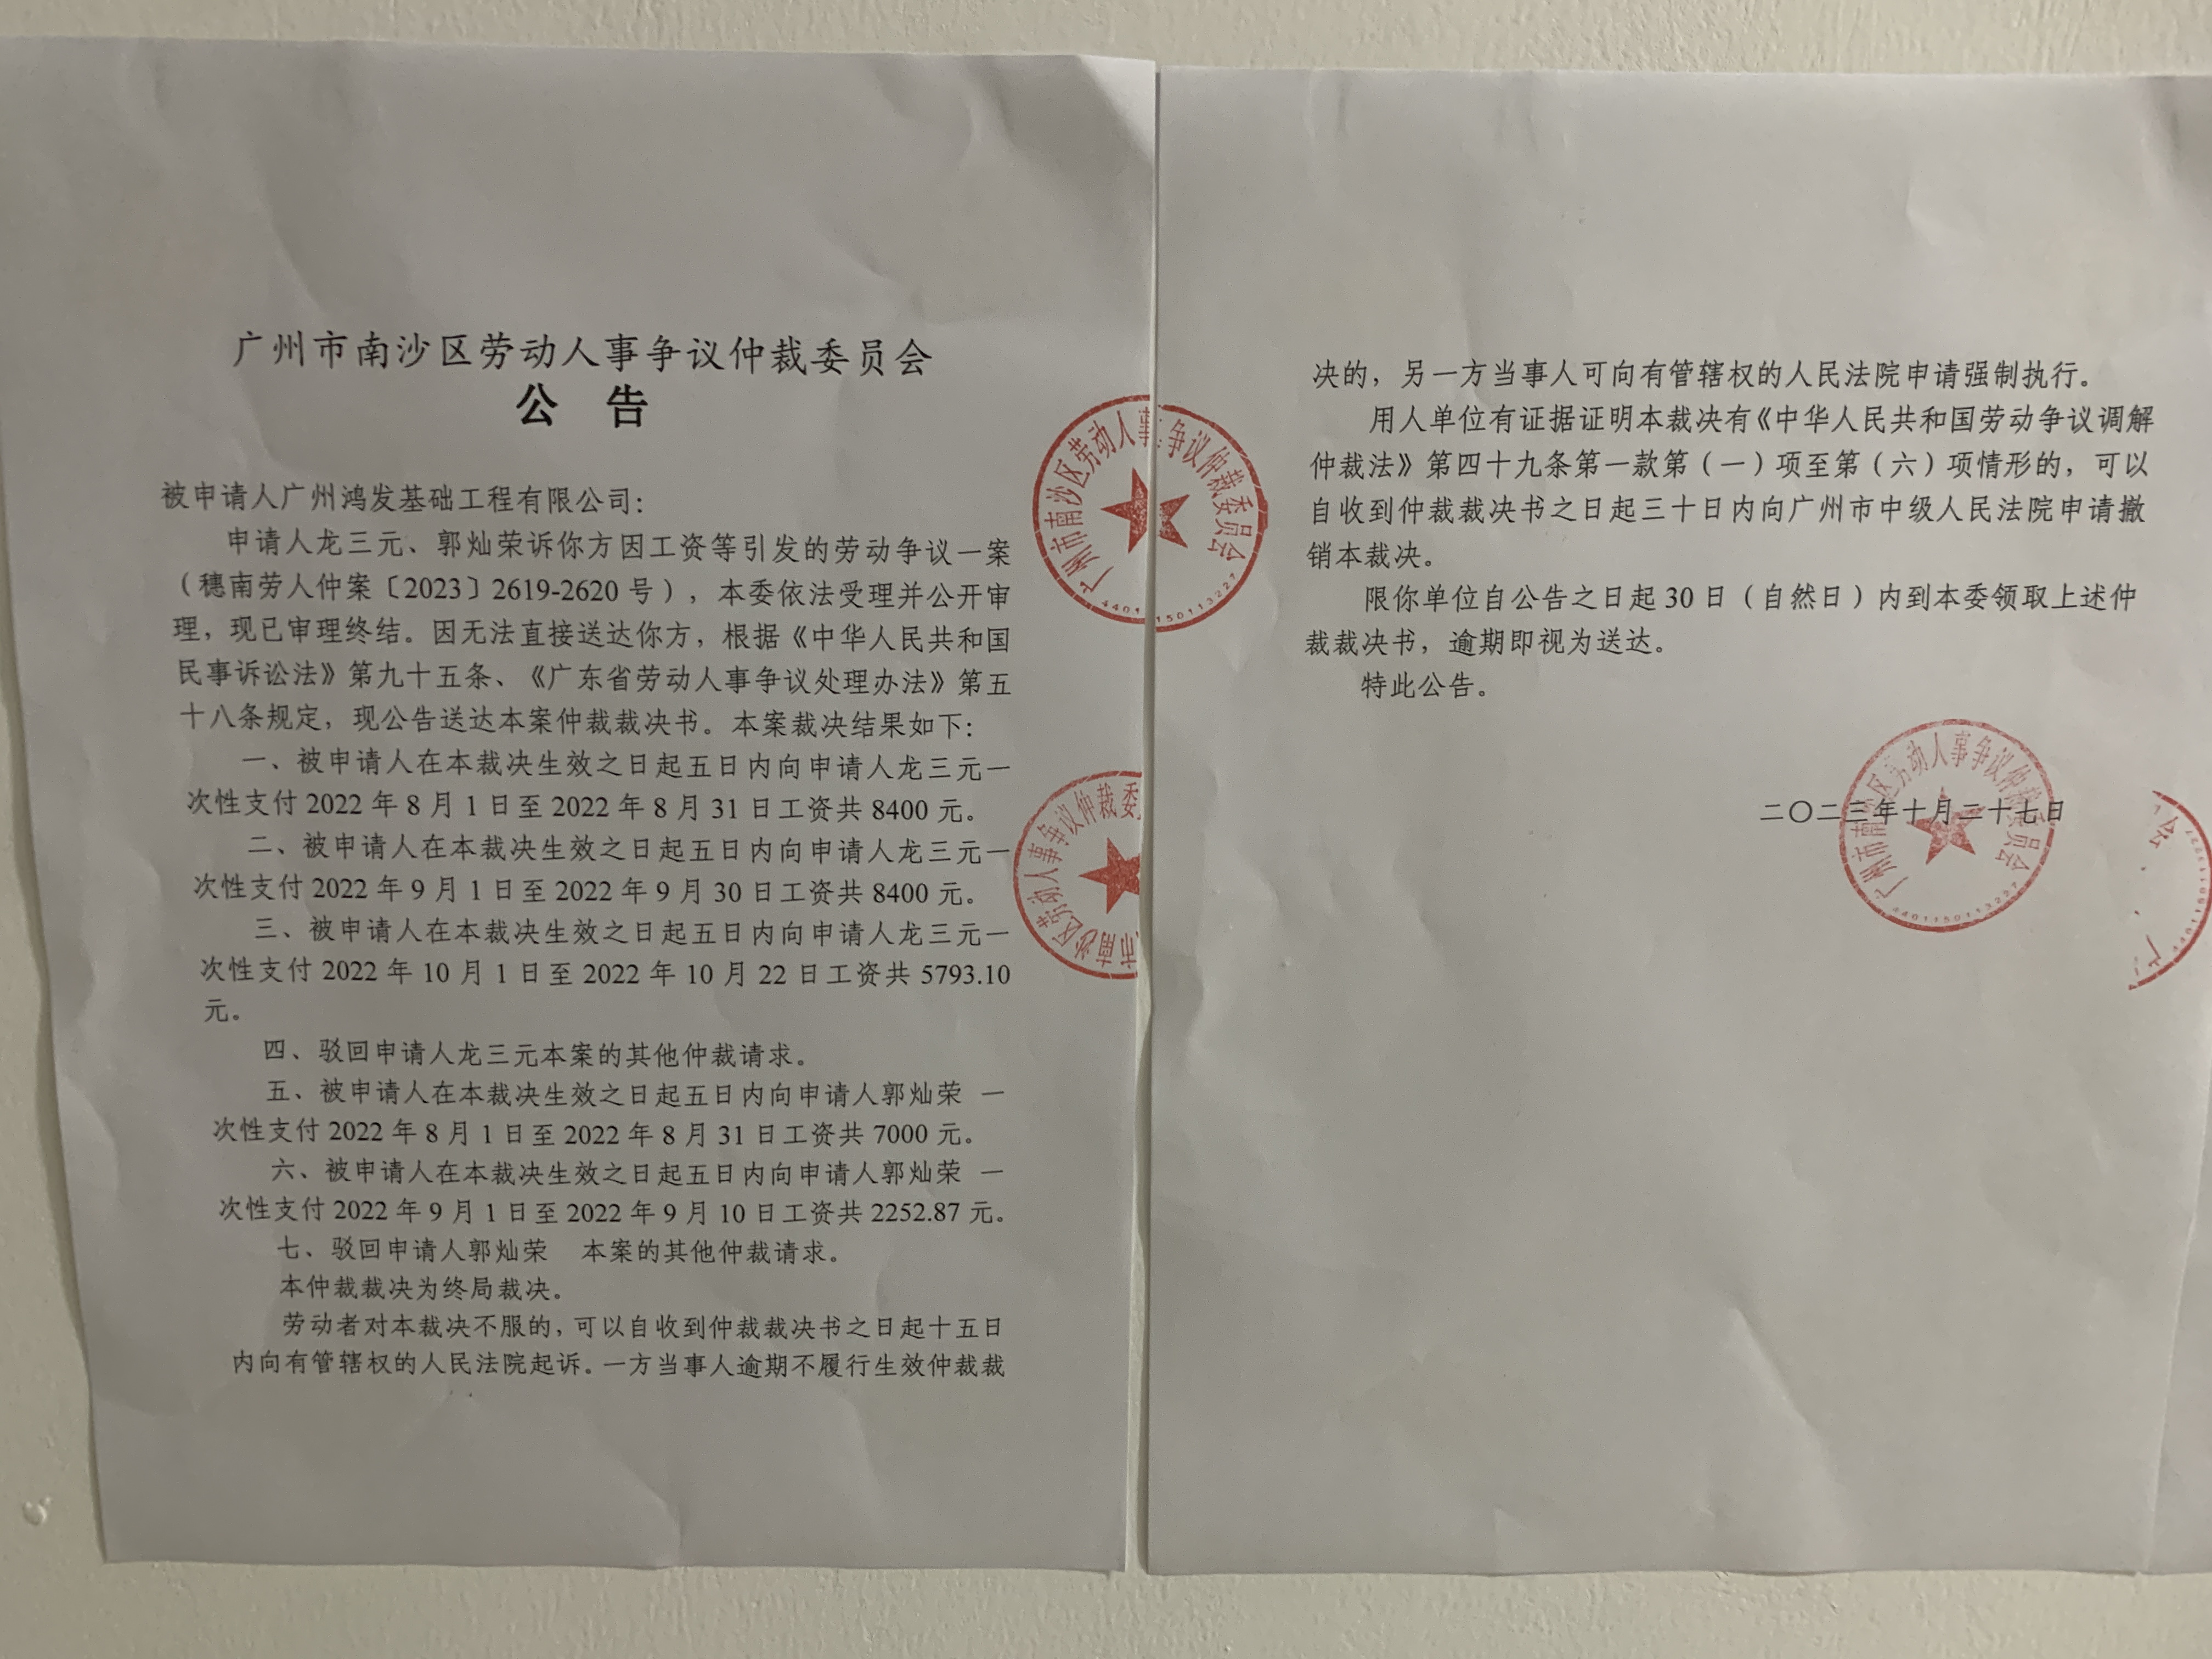 广州市南沙区劳动人事争议仲裁委员会
公 告
被申请人广州鸿发基础工程有限公司：
申请人龙三元、郭灿荣诉你方因工资等引发的劳动争议一案
（穗南劳人仲案〔2023〕2619-2620 号），本委依法受理并公开审
理，现已审理终结。因无法直接送达你方，根据《中华人民共和国
民事诉讼法》第九十五条、《广东省劳动人事争议处理办法》第五
十八条规定，现公告送达本案仲裁裁决书。本案裁决结果如下：
一、被申请人在本裁决生效之日起五日内向申请人龙三元一
次性支付 2022 年 8 月 1 日至 2022 年 8 月 31 日工资共 8400 元。
二、被申请人在本裁决生效之日起五日内向申请人龙三元一
次性支付 2022 年 9 月 1 日至 2022 年 9 月 30 日工资共 8400 元。
三、被申请人在本裁决生效之日起五日内向申请人龙三元一
次性支付 2022 年 10 月 1 日至 2022 年 10 月 22 日工资共 5793.10
元。
四、驳回申请人龙三元本案的其他仲裁请求。
五、被申请人在本裁决生效之日起五日内向申请人郭灿荣 一
次性支付 2022 年 8 月 1 日至 2022 年 8 月 31 日工资共 7000 元。
六、被申请人在本裁决生效之日起五日内向申请人郭灿荣 一
次性支付 2022 年 9 月 1 日至 2022 年 9 月 10 日工资共 2252.87 元。
七、驳回申请人郭灿荣 本案的其他仲裁请求。
本仲裁裁决为终局裁决。
劳动者对本裁决不服的，可以自收到仲裁裁决书之日起十五日
内向有管辖权的人民法院起诉。一方当事人逾期不履行生效仲裁裁
广州市南沙区劳动人事争议仲裁委员会
市南沙区劳动人事争议仲裁委
决的，另一方当事人可向有管辖权的人民法院申请强制执行。
用人单位有证据证明本裁决有《中华人民共和国劳动争议调解
仲裁法》第四十九条第一款第（一）项至第（六）项情形的，可以
自收到仲裁裁决书之日起三十日内向广州市中级人民法院申请撤
销本裁决。
限你单位自公告之日起 30 日（自然日）内到本委领取上述仲
裁裁决书，逾期即视为送达。
特此公告。
二〇二三年十月二十七日
广州市南沙区劳动人事争议仲裁委员会